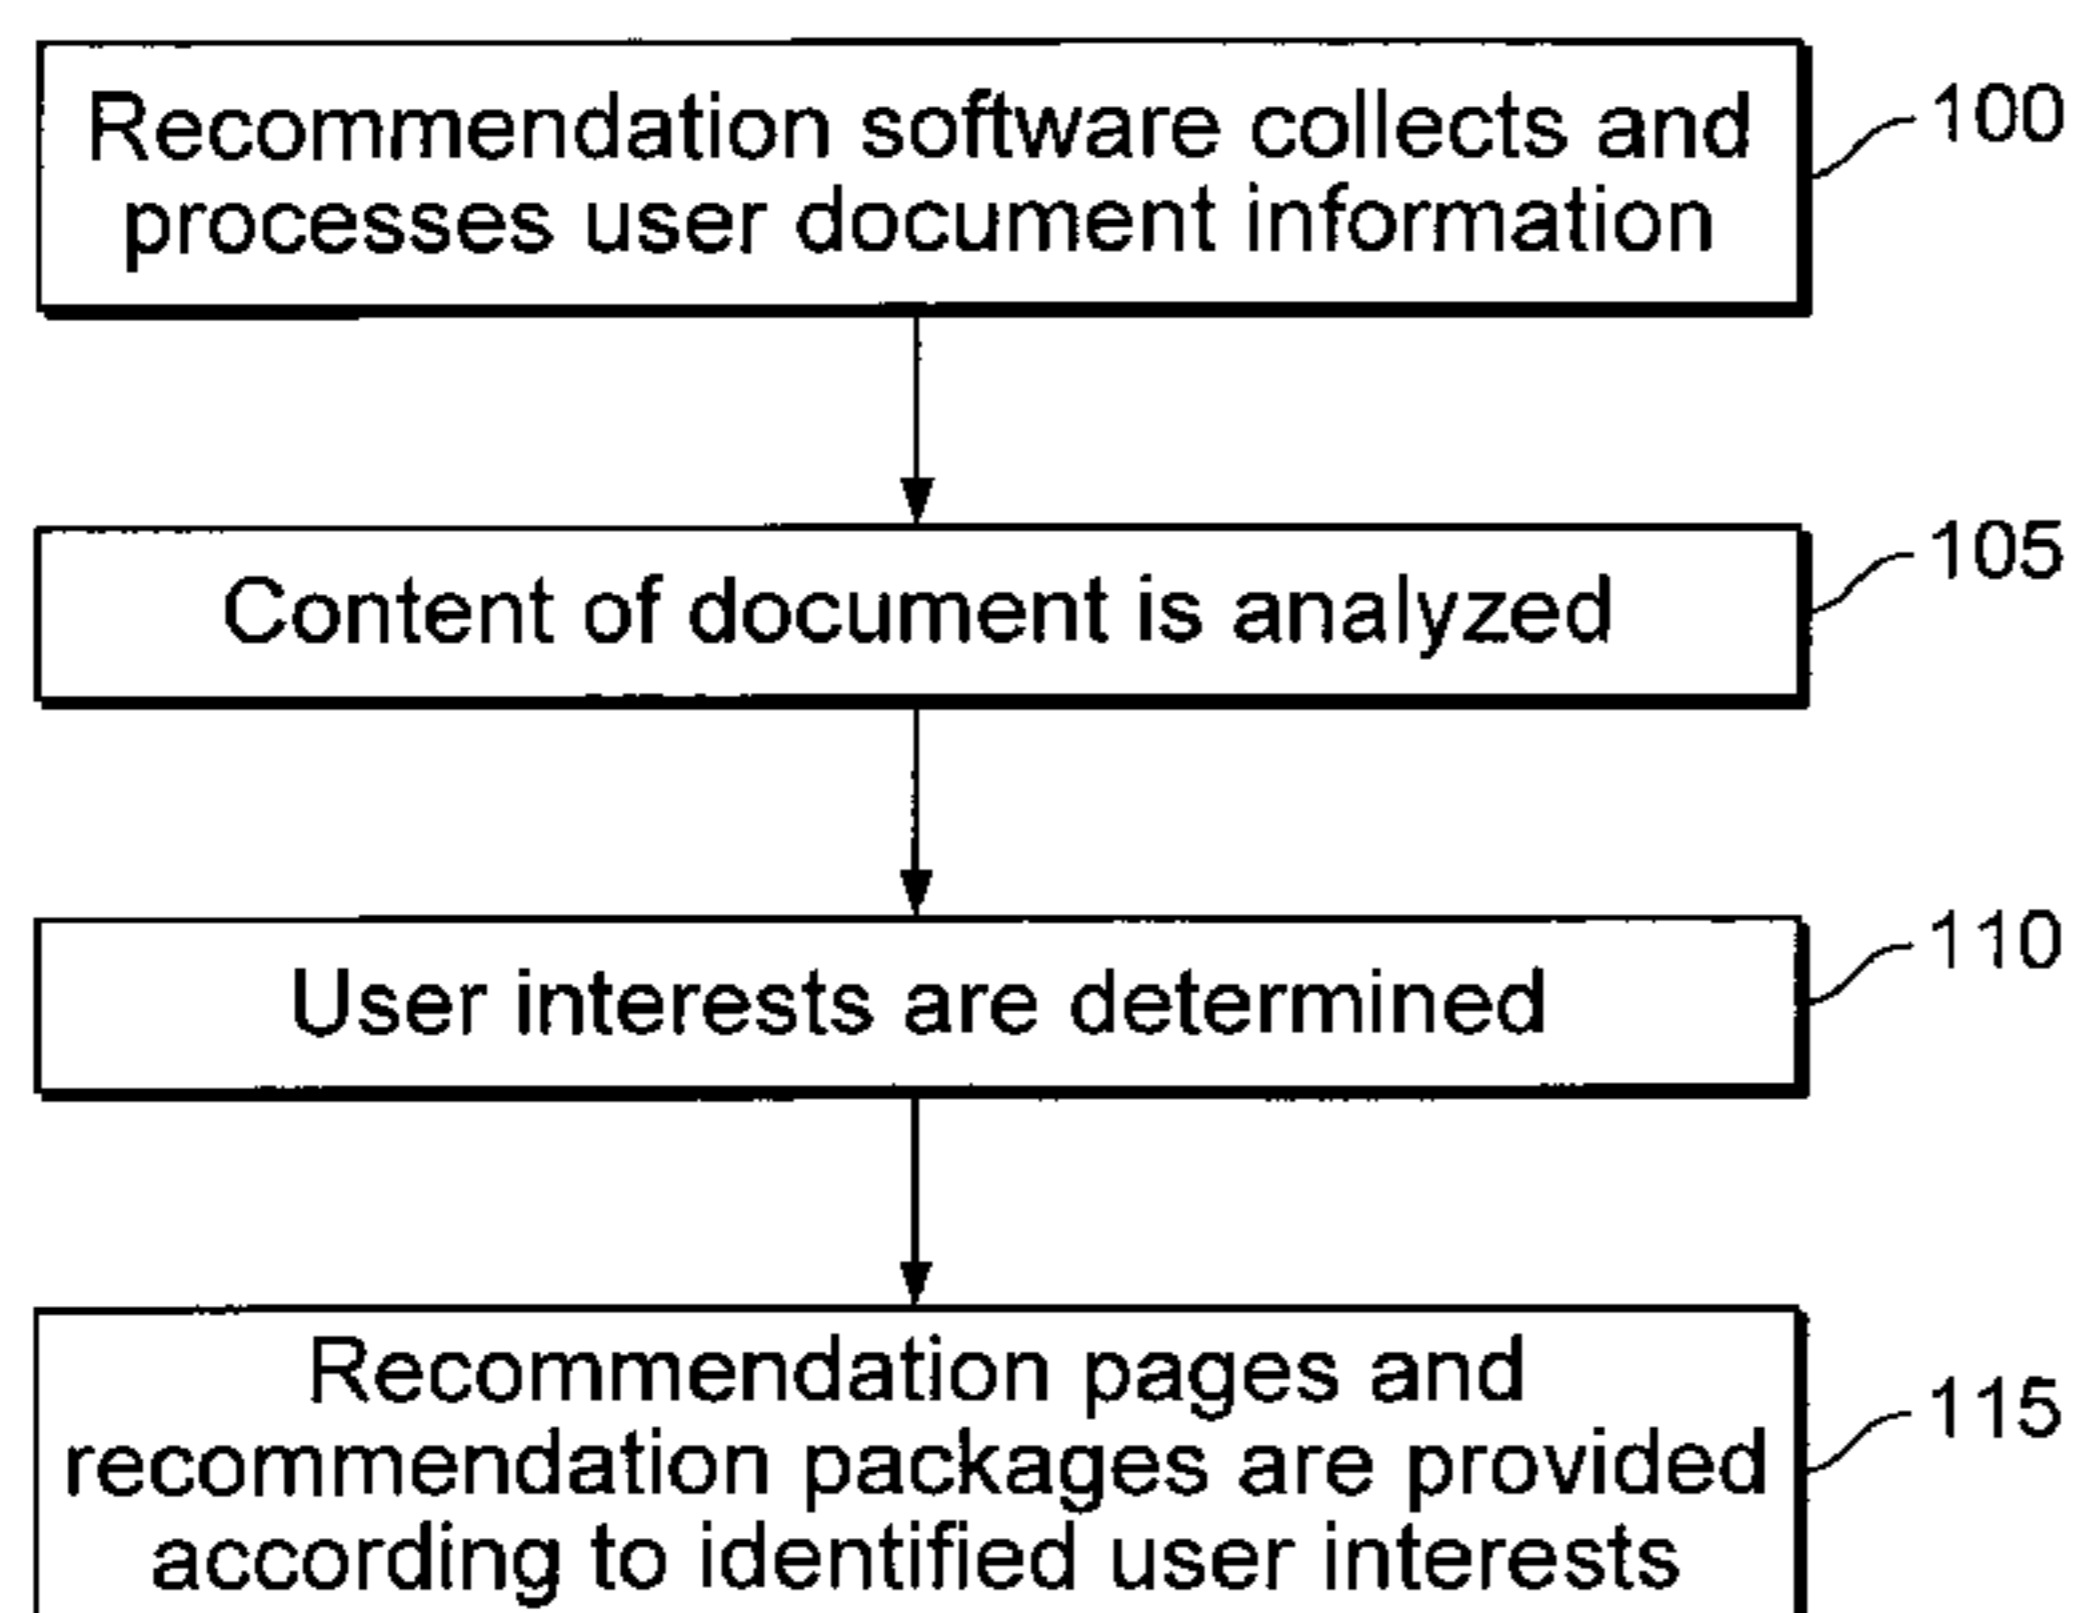 Recommendation software collects and
processes user document information
100
Content of document is analyzed
105
User interests are determined
110
Recommendation pages and
recommendation packages are provided
according to identified user interests
115